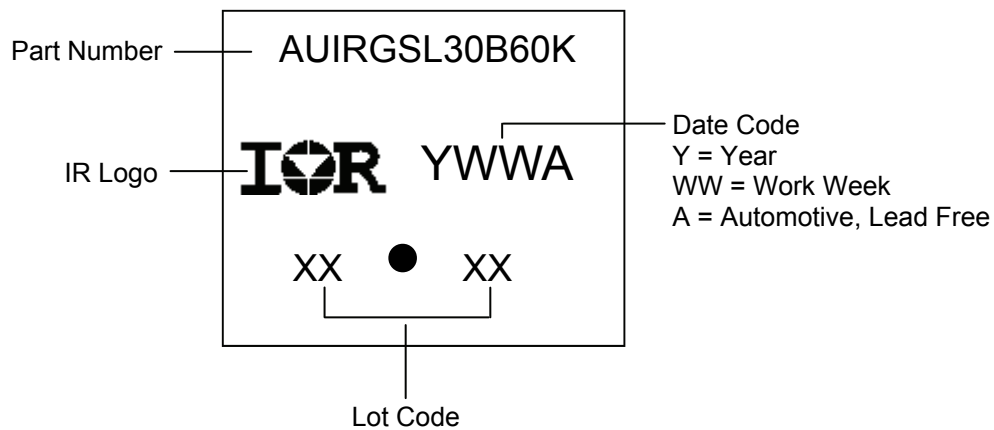 Part Number
AUIRGSL30B60K
IR Logo
IOR
YWWA
Date Code
Y = Year
WW = Work Week
A = Automotive, Lead Free
XX
XX
Lot Code